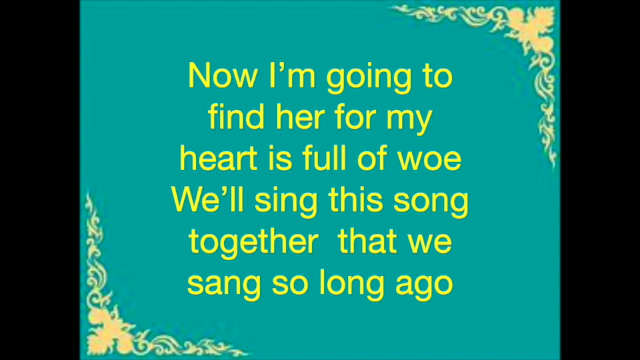 Now I’m going to
find her for my
heart is full of woe
We’ll sing this song
together  that we
sang so long ago